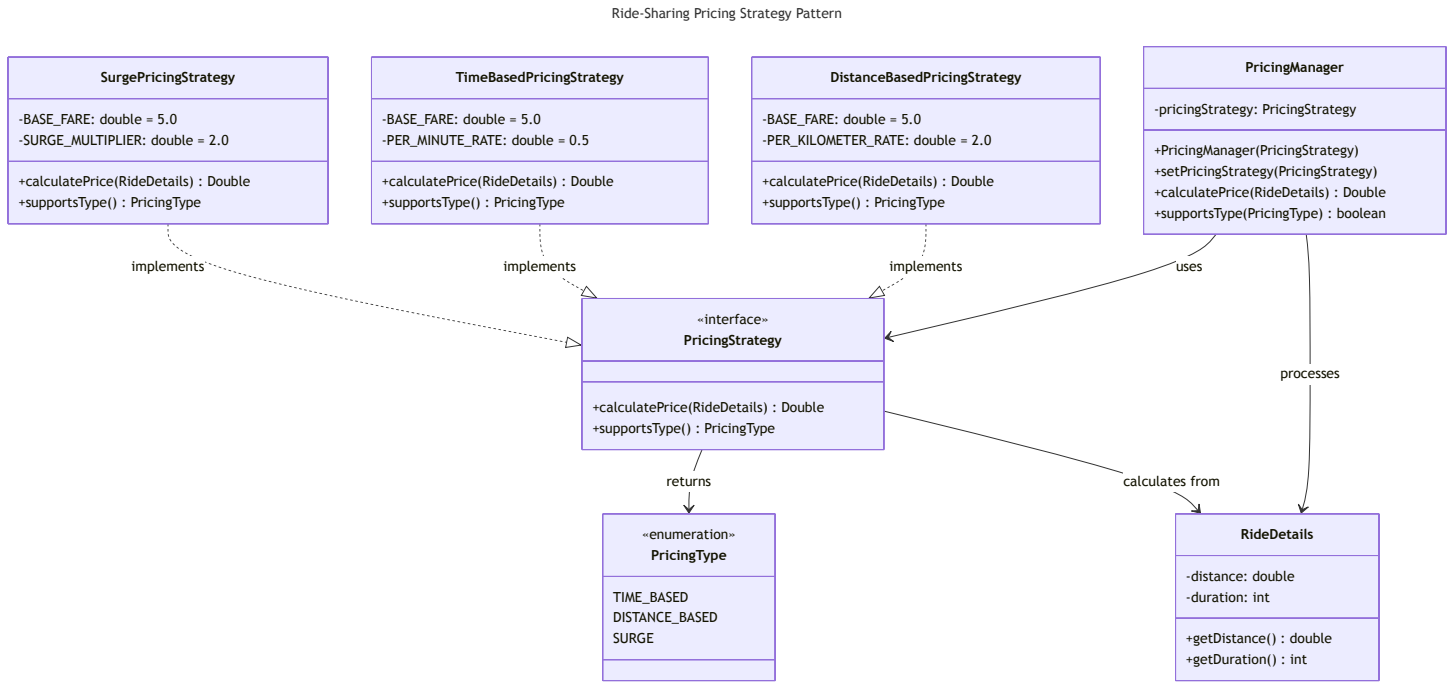 Ride-Sharing Pricing Strategy Pattern
SurgePricingStrategy
-BASE_FARE: double = 5.0
-SURGE_MULTIPLIER: double = 2.0
+calculatePrice(RideDetails) : Double
+supportsType() : PricingType
TimeBasedPricingStrategy
-BASE_FARE: double = 5.0
-PER_MINUTE_RATE: double = 0.5
+calculatePrice(RideDetails) : Double
+supportsType() : PricingType
DistanceBasedPricingStrategy
-BASE_FARE: double = 5.0
-PER_KILOMETER_RATE: double = 2.0
+calculatePrice(RideDetails) : Double
+supportsType() : PricingType
PricingManager
-pricingStrategy: PricingStrategy
+PricingManager(PricingStrategy)
+setPricingStrategy(PricingStrategy)
+calculatePrice(RideDetails) : Double
+supportsType(PricingType) : boolean
implements
implements
implements
uses
«interface»
PricingStrategy
+calculatePrice(RideDetails) : Double
+supportsType() : PricingType
processes
returns
calculates from
«enumeration»
PricingType
TIME_BASED
DISTANCE_BASED
SURGE
RideDetails
-distance: double
-duration: int
+getDistance() : double
+getDuration() : int